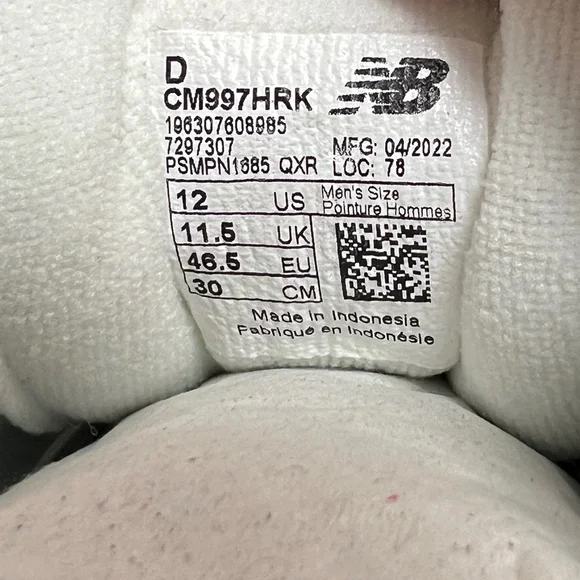 D
CM997HRK
NB
196307608985
7297307 MFG: 04/2022
PSMPN1685 QXR LOC: 78
12 US Men's Size
Pointure Hommes
11.5 UK
46.5 EU
30 CM
Made in Indonesia
Fabriqué en Indonésie